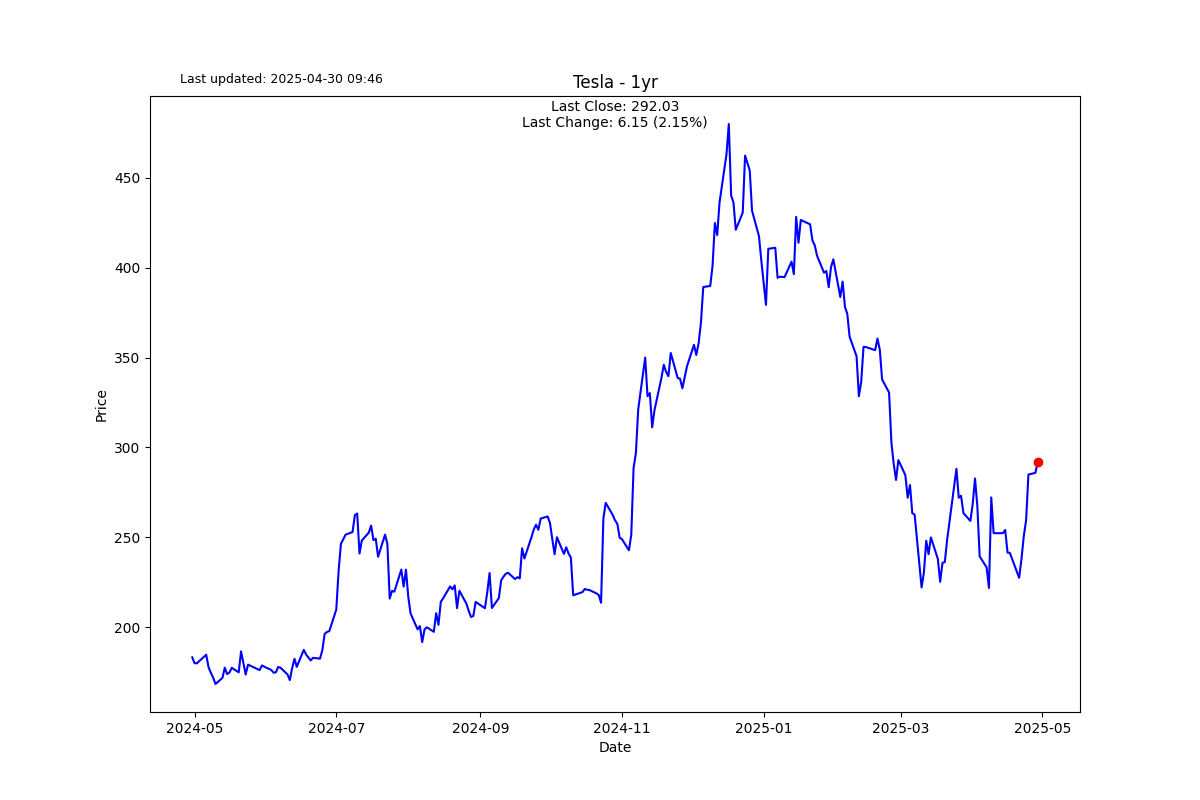 Last updated: 2025-04-30 09:46
Tesla - 1yr
Last Close: 292.03
Last Change: 6.15 (2.15%)
450
400
350
300
250
200
Price
2024-05
2024-07
2024-09
2024-11
2025-01
2025-03
2025-05
Date